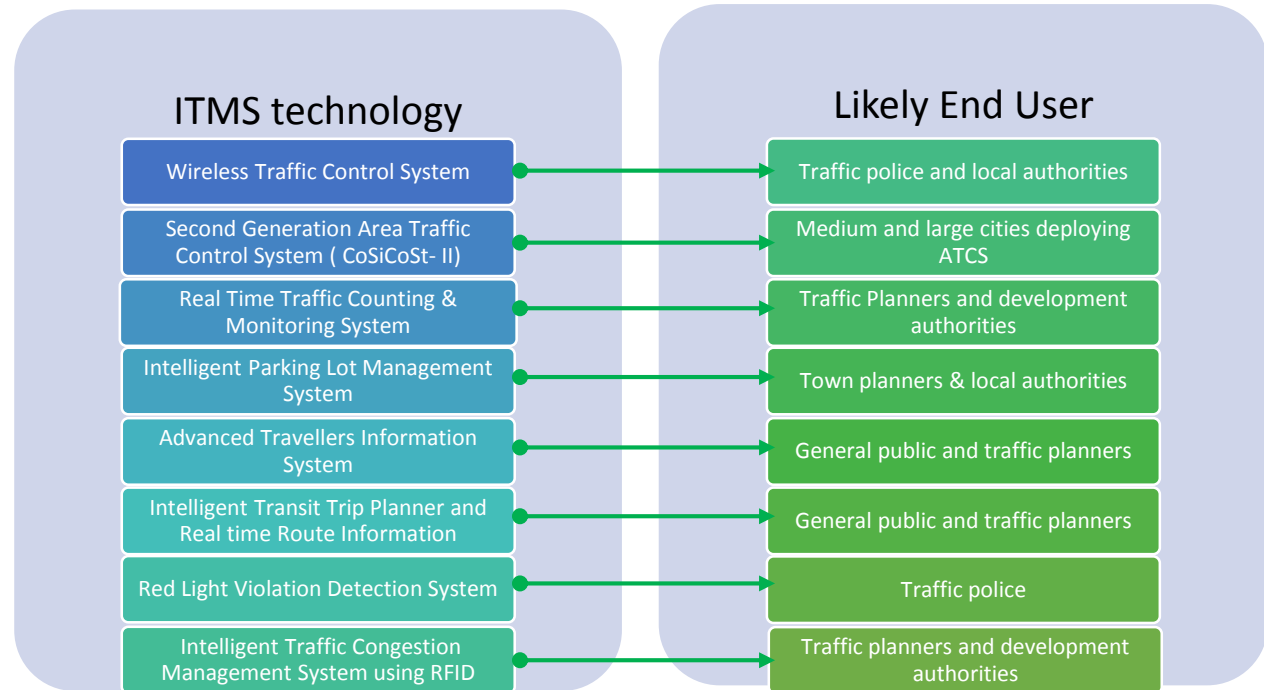 ITMS technology
Likely End User
Wireless Traffic Control System
Traffic police and local authorities
Second Generation Area Traffic
Control System ( CoSiCoSt- II)
Medium and large cities deploying
ATCS
Real Time Traffic Counting &
Monitoring System
Traffic Planners and development
authorities
Intelligent Parking Lot Management
System
Town planners & local authorities
Advanced Travellers Information
System
General public and traffic planners
Intelligent Transit Trip Planner and
Real time Route Information
General public and traffic planners
Red Light Violation Detection System
Traffic police
Intelligent Traffic Congestion
Management System using RFID
Traffic planners and development
authorities